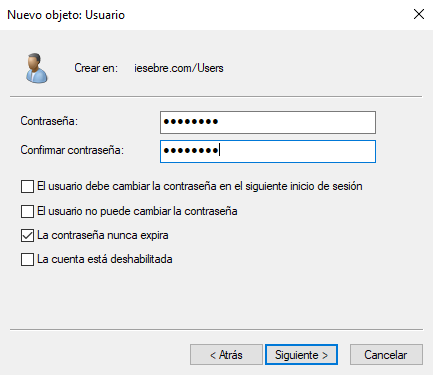 Nuevo objeto: Usuario
Crear en: iesebre.com/Users
Contraseña: ●●●●●●●●
Confirmar contraseña: ●●●●●●●●
El usuario debe cambiar la contraseña en el siguiente inicio de sesión
El usuario no puede cambiar la contraseña
La contraseña nunca expira
La cuenta está deshabilitada
< Atrás Siguiente > Cancelar